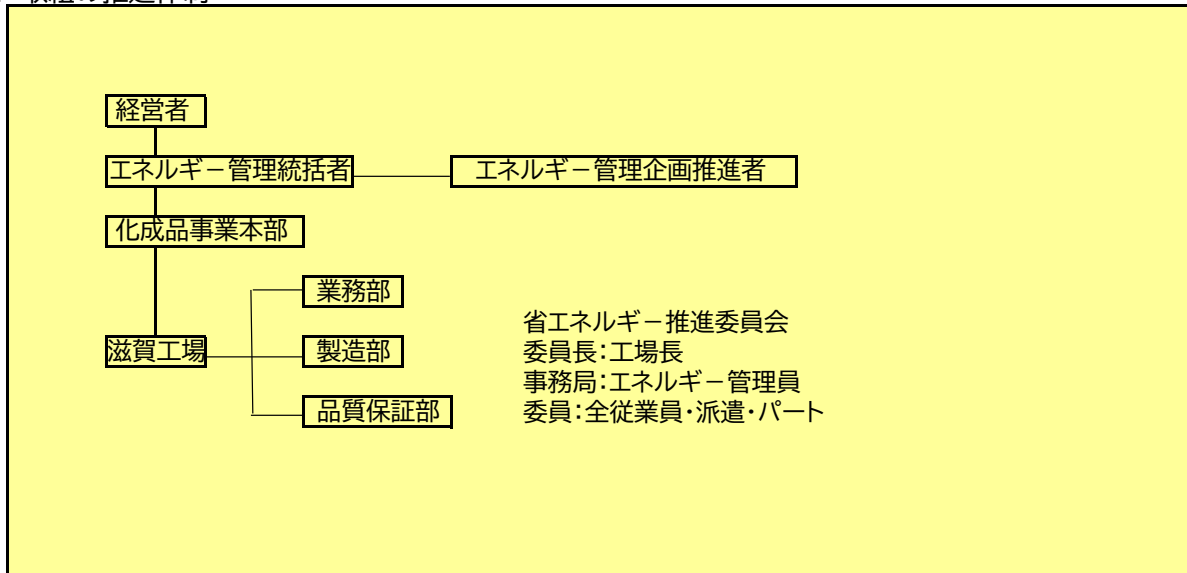 経営者
エネルギ－管理統括者 エネルギ－管理企画推進者
化成品事業本部
業務部
滋賀工場 製造部
品質保証部
省エネルギ－推進委員会
委員長：工場長
事務局：エネルギ－管理員
委員：全従業員・派遣・パート